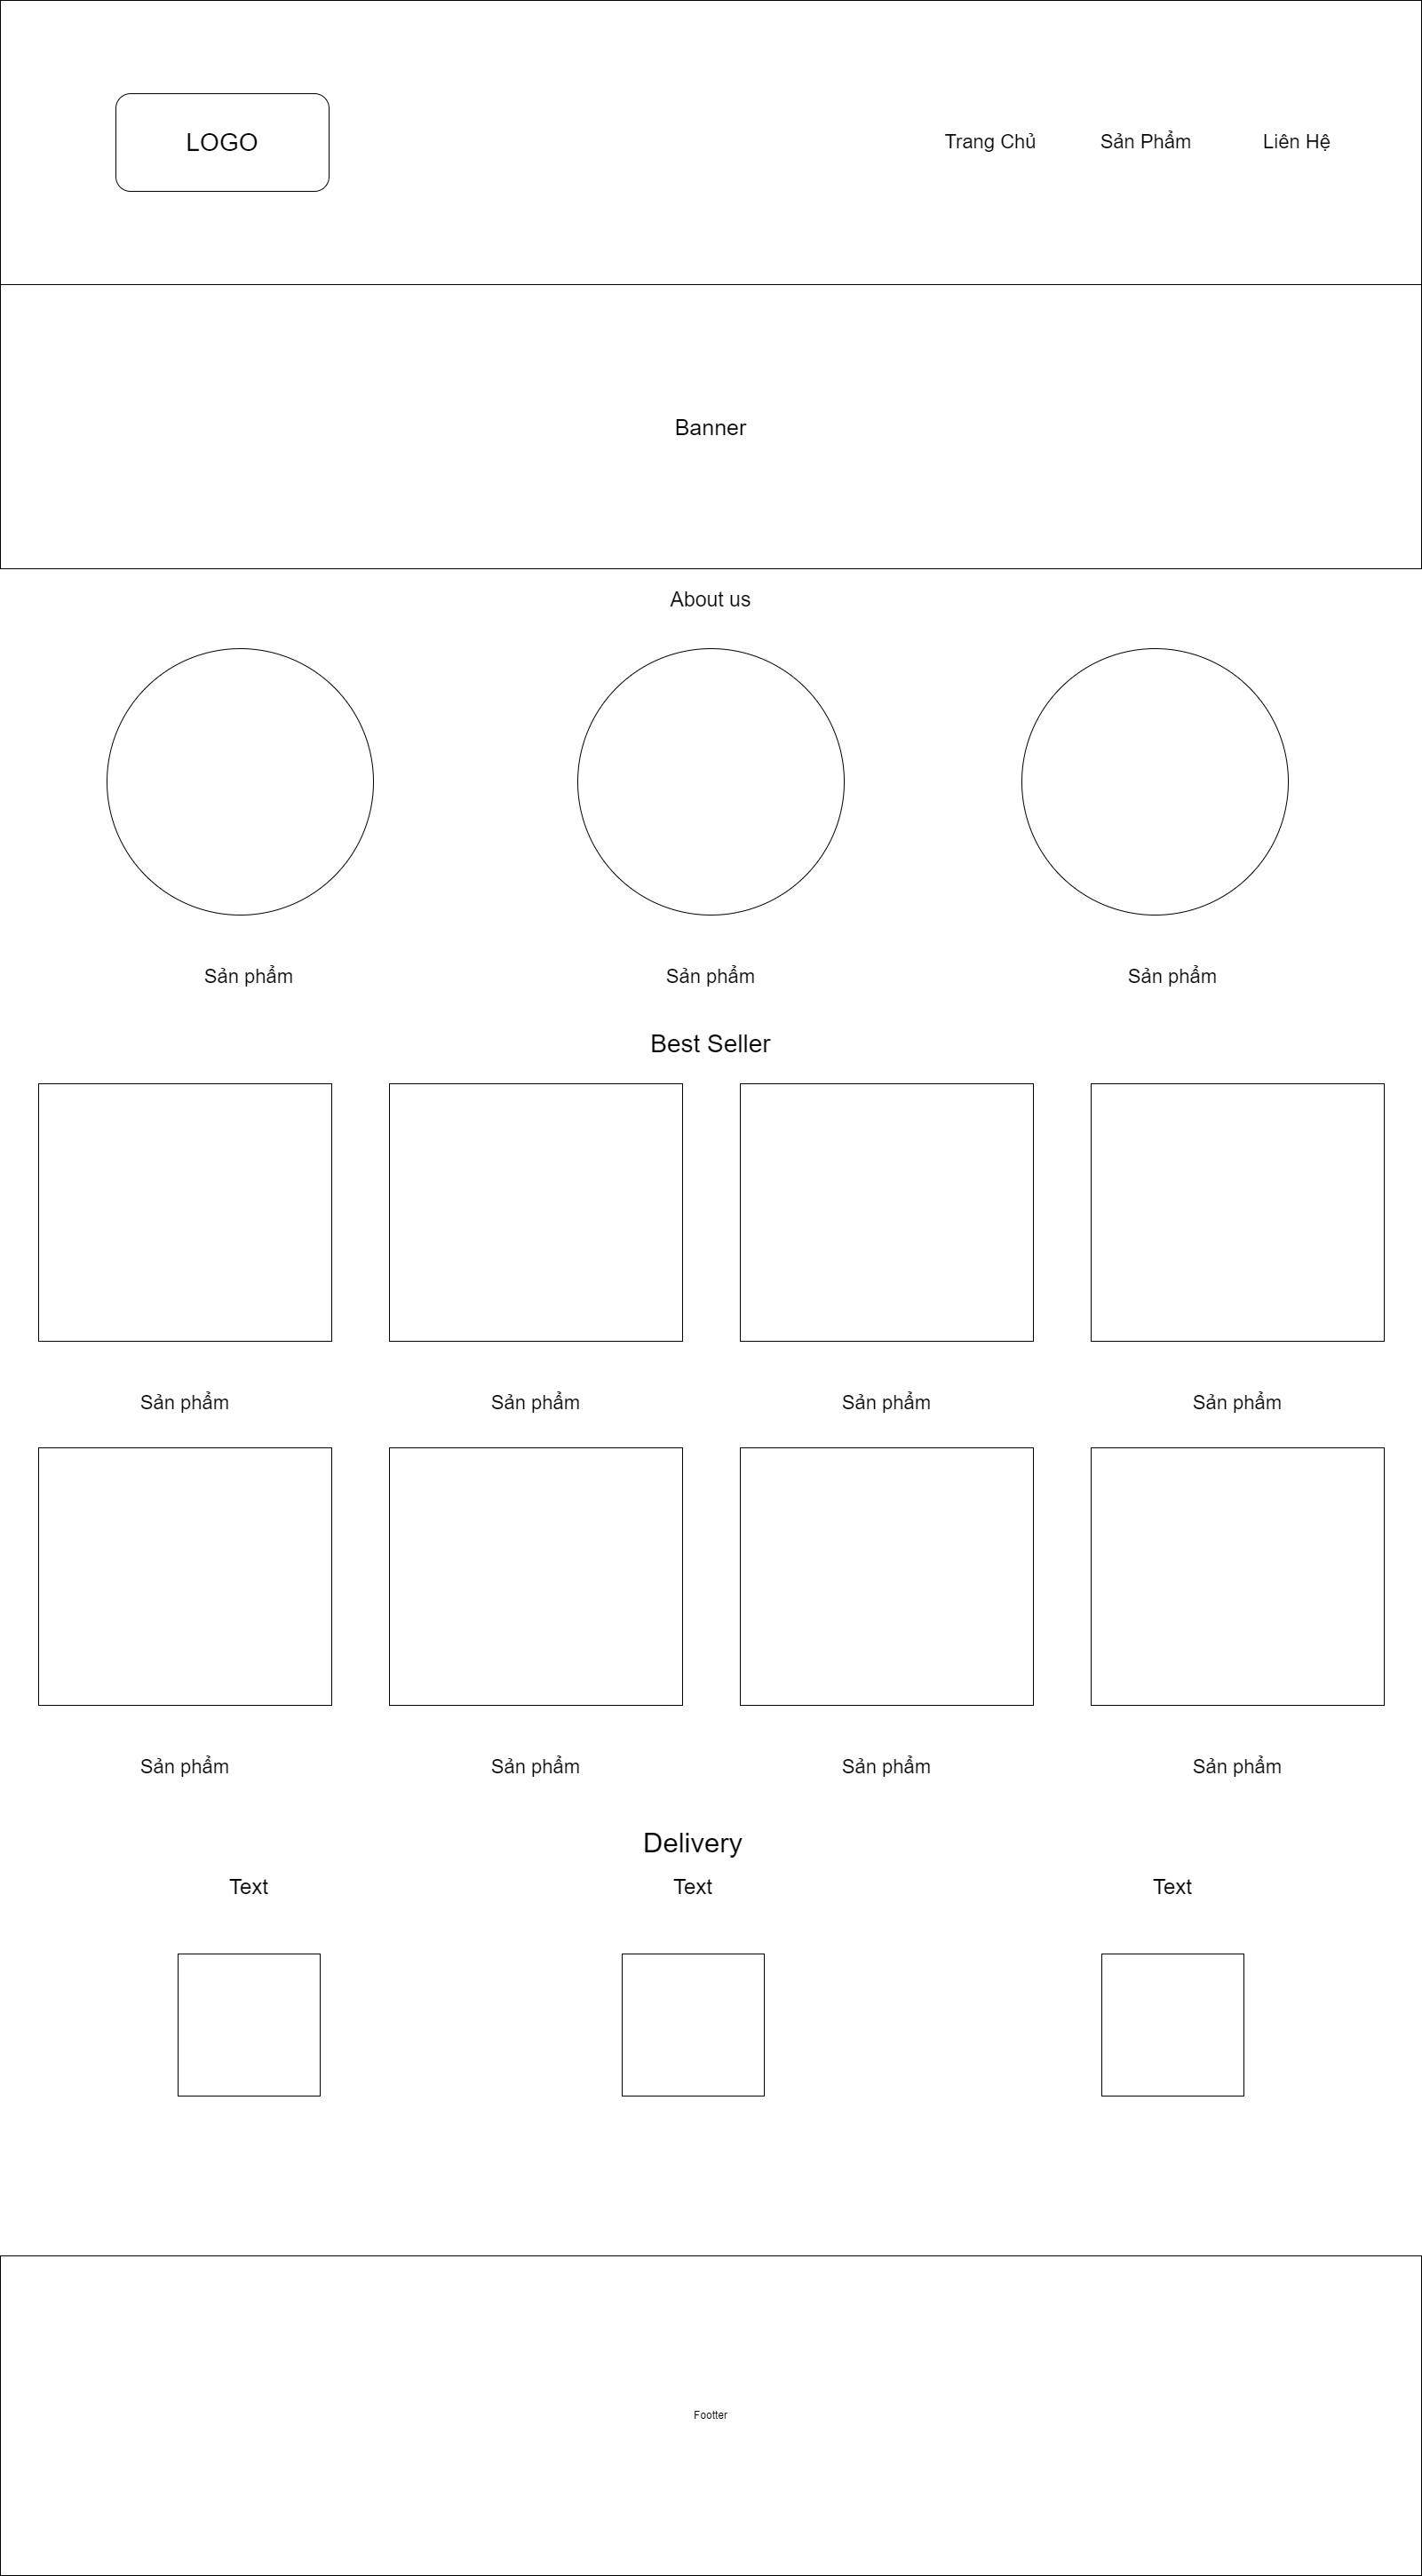 LOGO
Trang Chủ
Sản Phẩm
Liên Hệ
Banner
About us
Sản phẩm
Sản phẩm
Sản phẩm
Best Seller
Sản phẩm
Sản phẩm
Sản phẩm
Sản phẩm
Sản phẩm
Sản phẩm
Sản phẩm
Sản phẩm
Delivery
Text
Text
Text
Footter